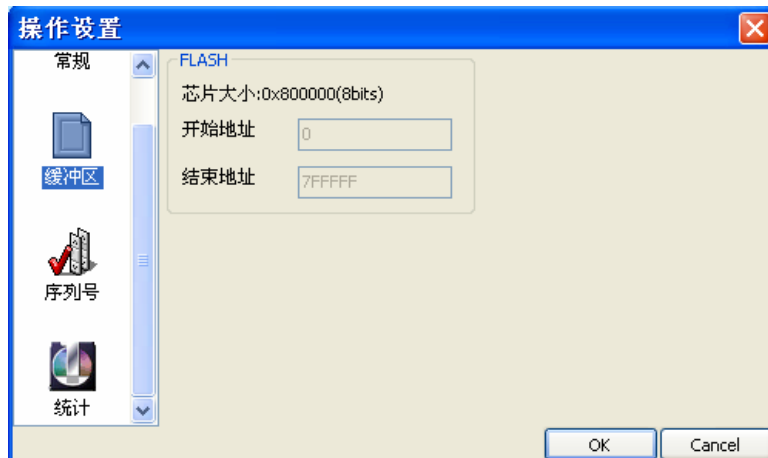 操作设置
常规
缓冲区
序列号
统计
FLASH
芯片大小:0x800000(8bits)
开始地址 0
结束地址 7FFFFF
OK Cancel